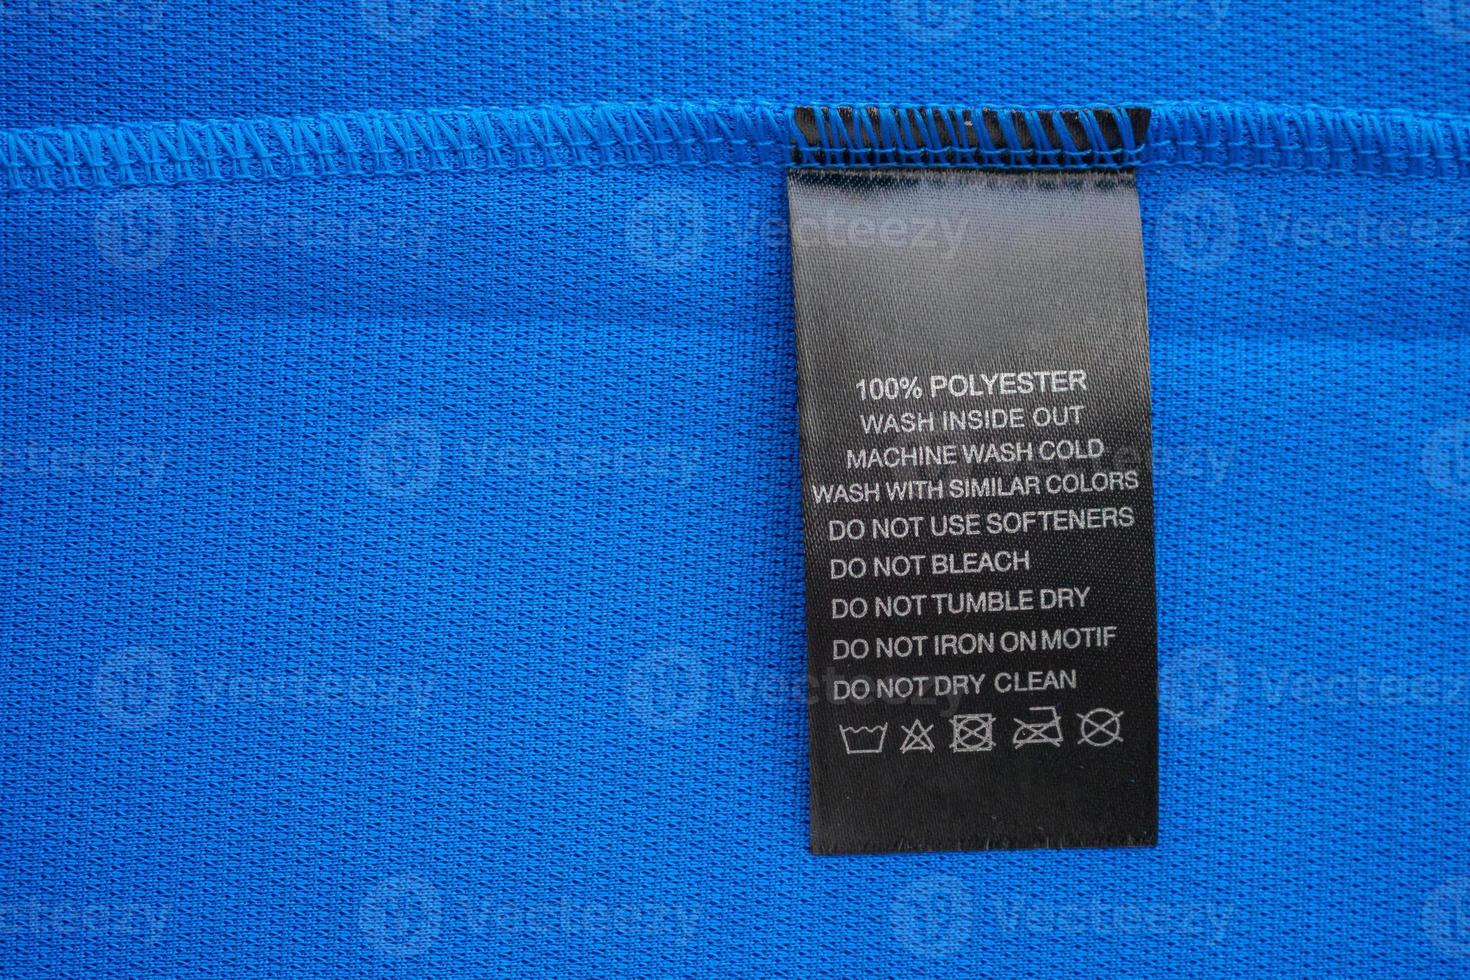 100% POLYESTER
WASH INSIDE OUT
MACHINE WASH COLD
WASH WITH SIMILAR COLORS
DO NOT USE SOFTENERS
DO NOT BLEACH
DO NOT TUMBLE DRY
DO NOT IRON ON MOTIF
DO NOT DRY CLEAN
Vecteezy